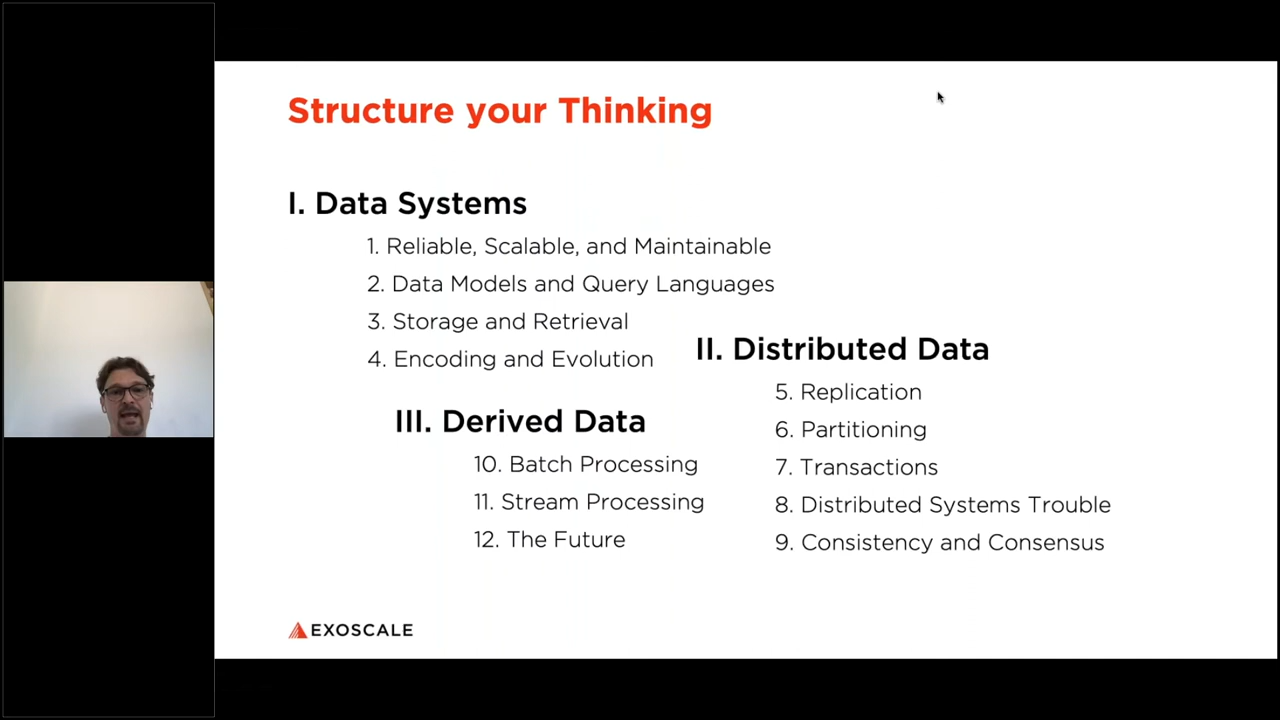 Structure your Thinking
I. Data Systems
1. Reliable, Scalable, and Maintainable
2. Data Models and Query Languages
3. Storage and Retrieval
4. Encoding and Evolution
II. Distributed Data
5. Replication
6. Partitioning
7. Transactions
8. Distributed Systems Trouble
9. Consistency and Consensus
III. Derived Data
10. Batch Processing
11. Stream Processing
12. The Future
EXOSCALE